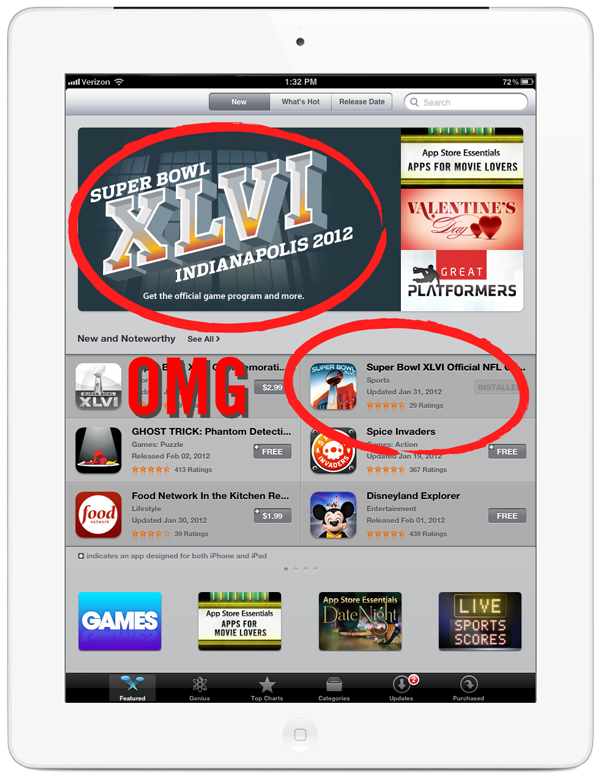 Verizon 1:32 PM 72%
New What's Hot Release Date Search
SUPER BOWL
XLVI
INDIANAPOLIS 2012
Get the official game program and more.
App Store Essentials
APPS FOR MOVIE LOVERS
VALENTINE'S
Day
GREAT
PLATFORMERS
New and Noteworthy See All >
SUPER BOWL
XLVI
OMG
$2.99
SUPER BOWL
Super Bowl XLVI Official NFL
Sports
Updated Jan 31, 2012
29 Ratings
INSTALLE
GHOST TRICK: Phantom Detecti...
Games: Puzzle
Released Feb 02, 2012
413 Ratings
FREE
SPICE
INVADERS
Spice Invaders
Games: Action
Updated Jan 19, 2012
367 Ratings
FREE
food
network
Food Network In the Kitchen Re...
Lifestyle
Updated Jan 30, 2012
39 Ratings
$1.99
Disneyland Explorer
Entertainment
Released Feb 01, 2012
439 Ratings
FREE
+ indicates an app designed for both iPhone and iPad
GAMES
App Store Essentials
APPS FOR
MOVIE LOVERS
App Store Essentials
Date Night
LIVE
SPORTS
SCORES
Featured Genius Top Charts Categories Updates 2 Purchased